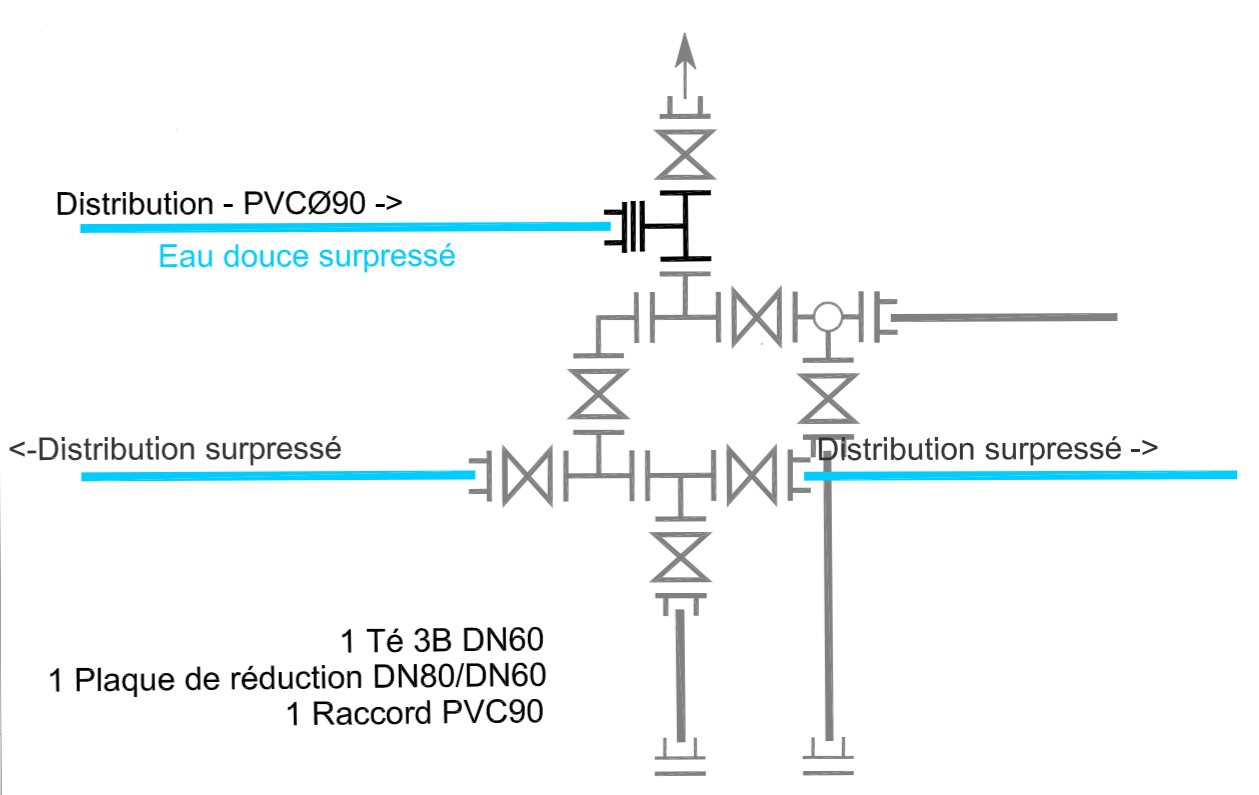 Distribution - PVCØ90 ->
Eau douce surpressé
<-Distribution surpressé
Distribution surpressé ->
1 Té 3B DN60
1 Plaque de réduction DN80/DN60
1 Raccord PVC90